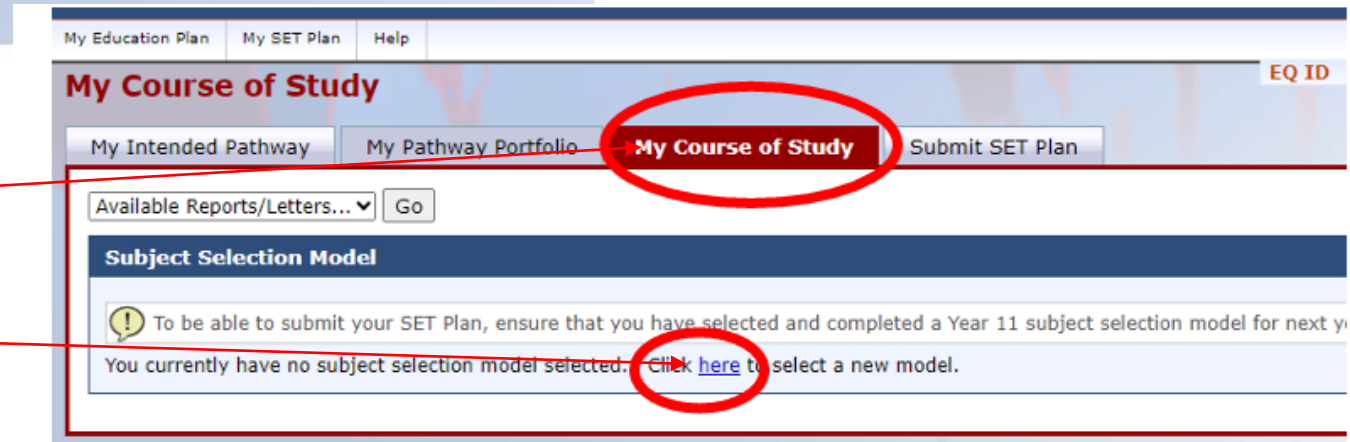 My Education Plan My SET Plan Help
My Course of Study
EQ ID
My Intended Pathway My Pathway Portfolio My Course of Study Submit SET Plan
Available Reports/Letters... Go
Subject Selection Model
To be able to submit your SET Plan, ensure that you have selected and completed a Year 11 subject selection model for next
You currently have no subject selection model selected. Click here to select a new model.